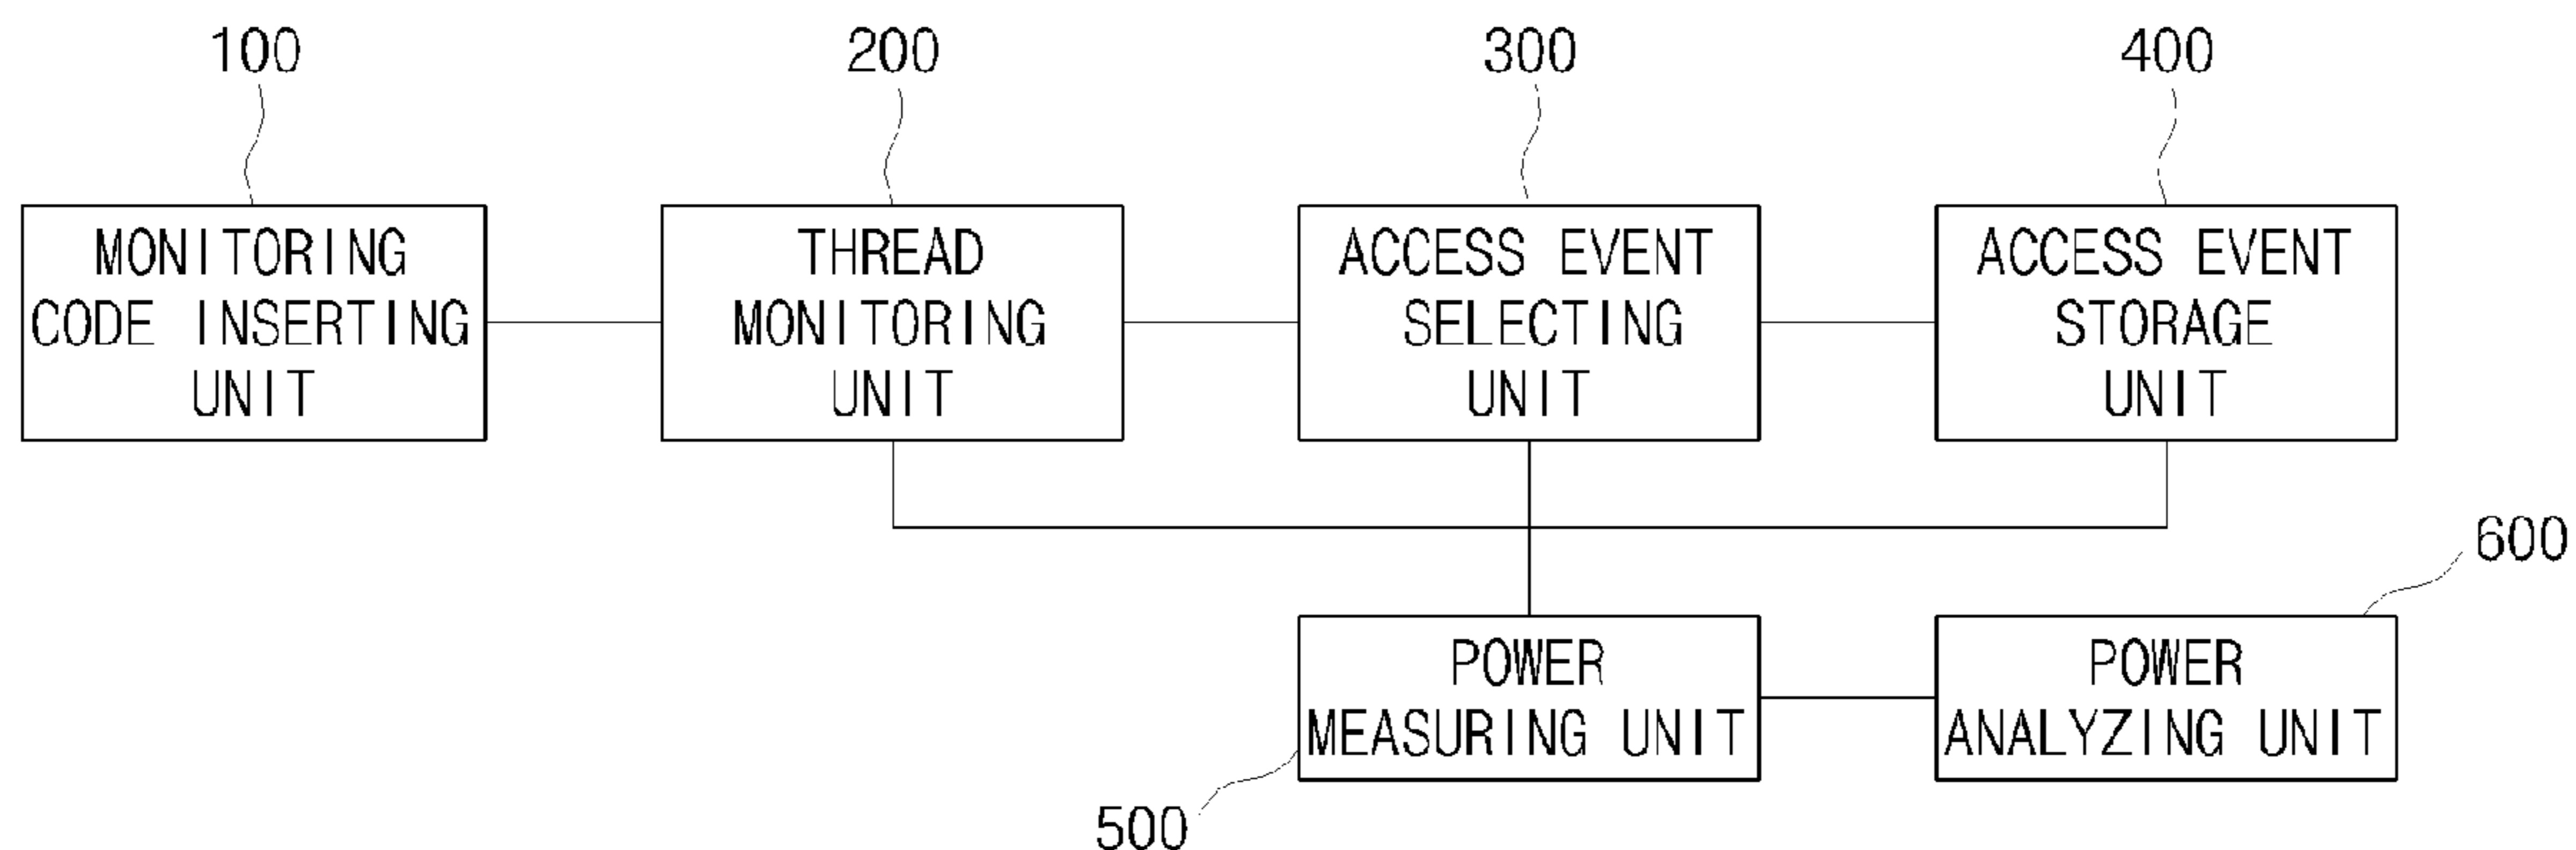 100
200
300
400
MONITORING
CODE INSERTING
UNIT
THREAD
MONITORING
UNIT
ACCESS EVENT
SELECTING
UNIT
ACCESS EVENT
STORAGE
UNIT
600
POWER
MEASURING UNIT
POWER
ANALYZING UNIT
500